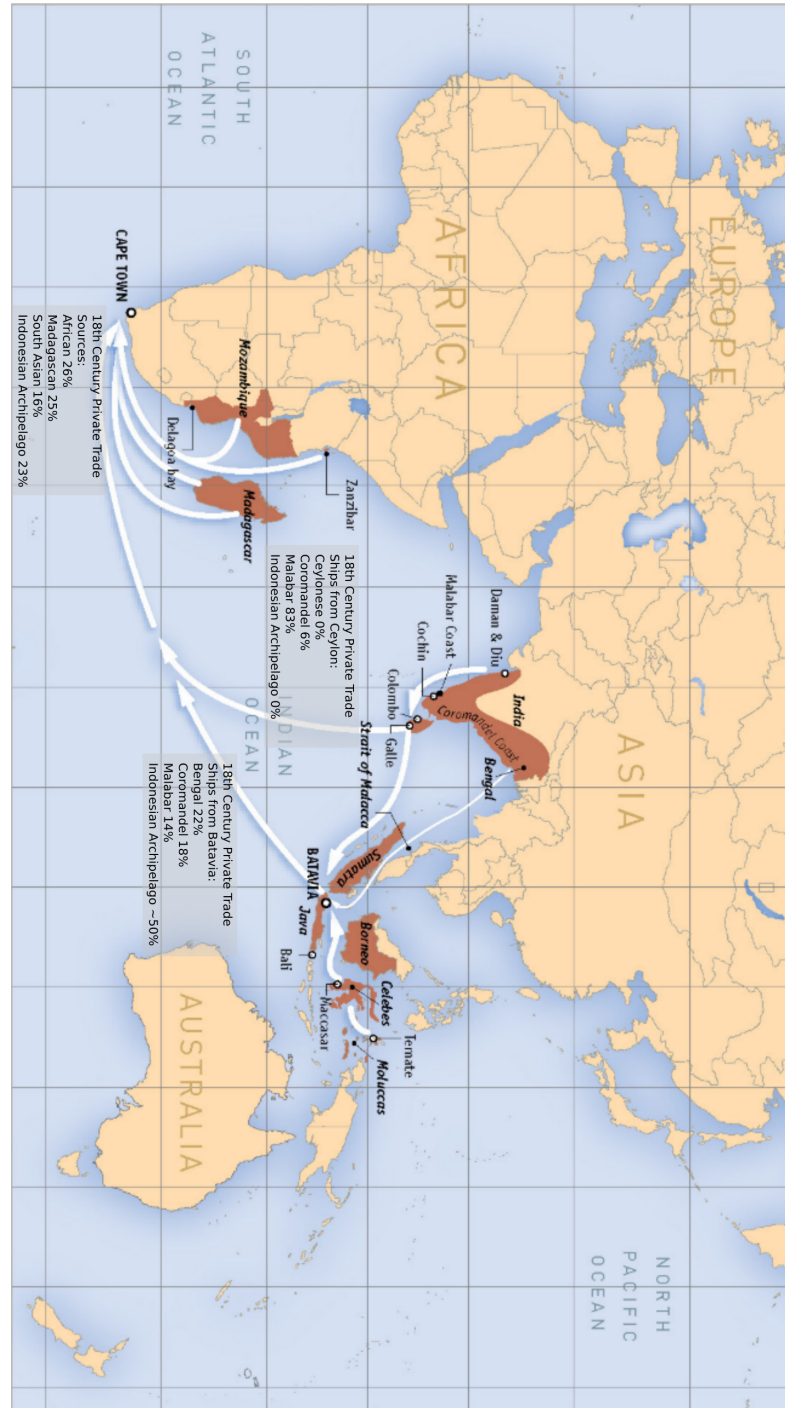 SOUTH
ATLANTIC
OCEAN
EUROPE
AFRICA
ASIA
CAPE TOWN
Mozambique
Delagoa bay
Madagascar
Zanzibar
18th Century Private Trade
Sources:
African 26%
Madagascan 25%
South Asian 16%
Indonesian Archipelago 23%
18th Century Private Trade
Ships from Ceylon:
Ceylonese 0%
Coromandel 6%
Malabar 83%
Indonesian Archipelago 0%
Daman & Diu
Malabar Coast
Cochin
Colombo
Galle
India
Coromandel Coast
Bengal
INDIAN
OCEAN
Strait of Malacca
Sumatra
BATAVIA
Java
Borneo
Bali
Celebes
Maccasar
Ternate
Moluccas
18th Century Private Trade
Ships from Batavia:
Bengal 22%
Coromandel 18%
Malabar 14%
Indonesian Archipelago ~50%
AUSTRALIA
NORTH
PACIFIC
OCEAN